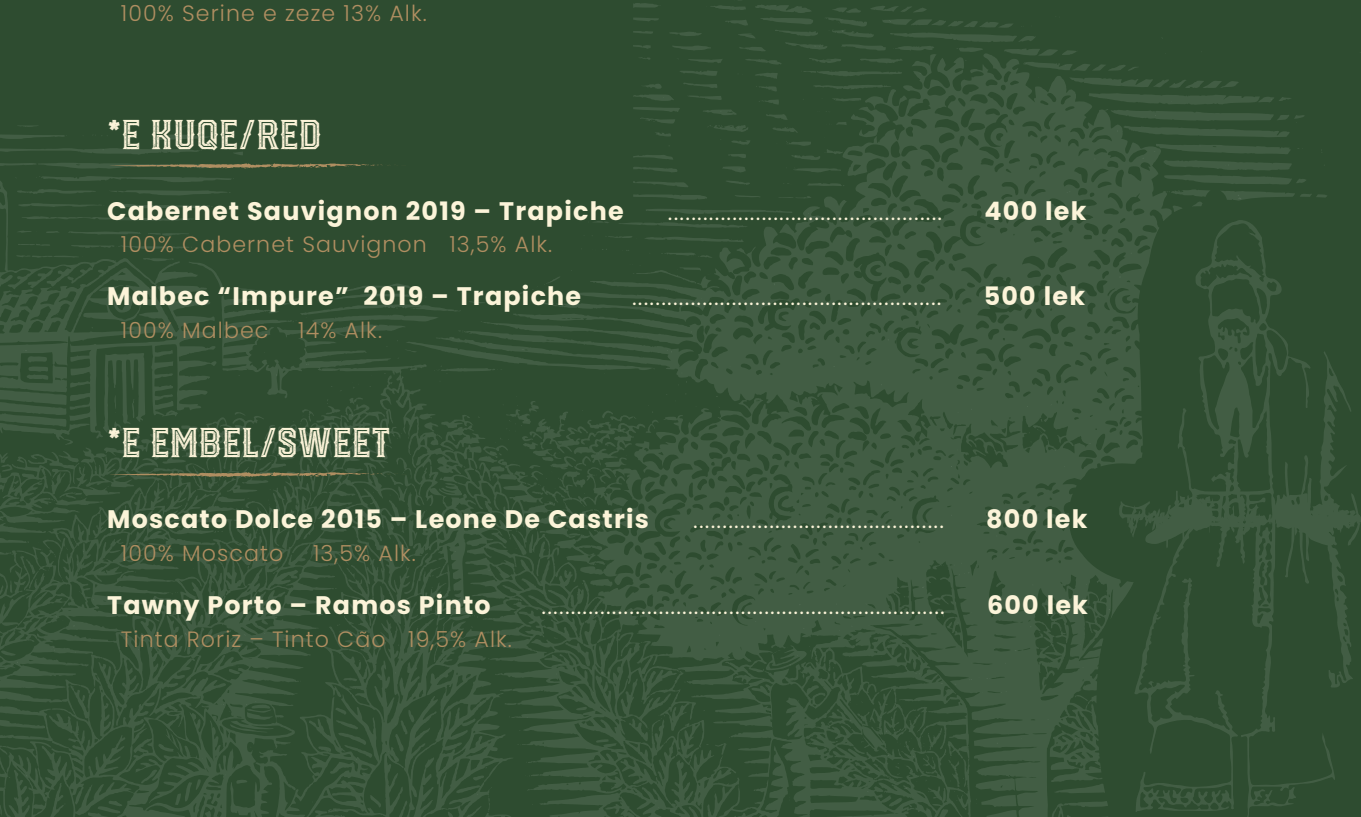 100% Serine e zeze 13% Alk.
*E KUQE/RED
Cabernet Sauvignon 2019 – Trapiche ................................................ 400 lek
100% Cabernet Sauvignon 13,5% Alk.
Malbec “Impure” 2019 – Trapiche ...................................................... 500 lek
100% Malbec 14% Alk.
*E EMBEL/SWEET
Moscato Dolce 2015 – Leone De Castris ............................................ 800 lek
100% Moscato 13,5% Alk.
Tawny Porto – Ramos Pinto ....................................................................... 600 lek
Tinta Roriz – Tinto Cão 19,5% Alk.